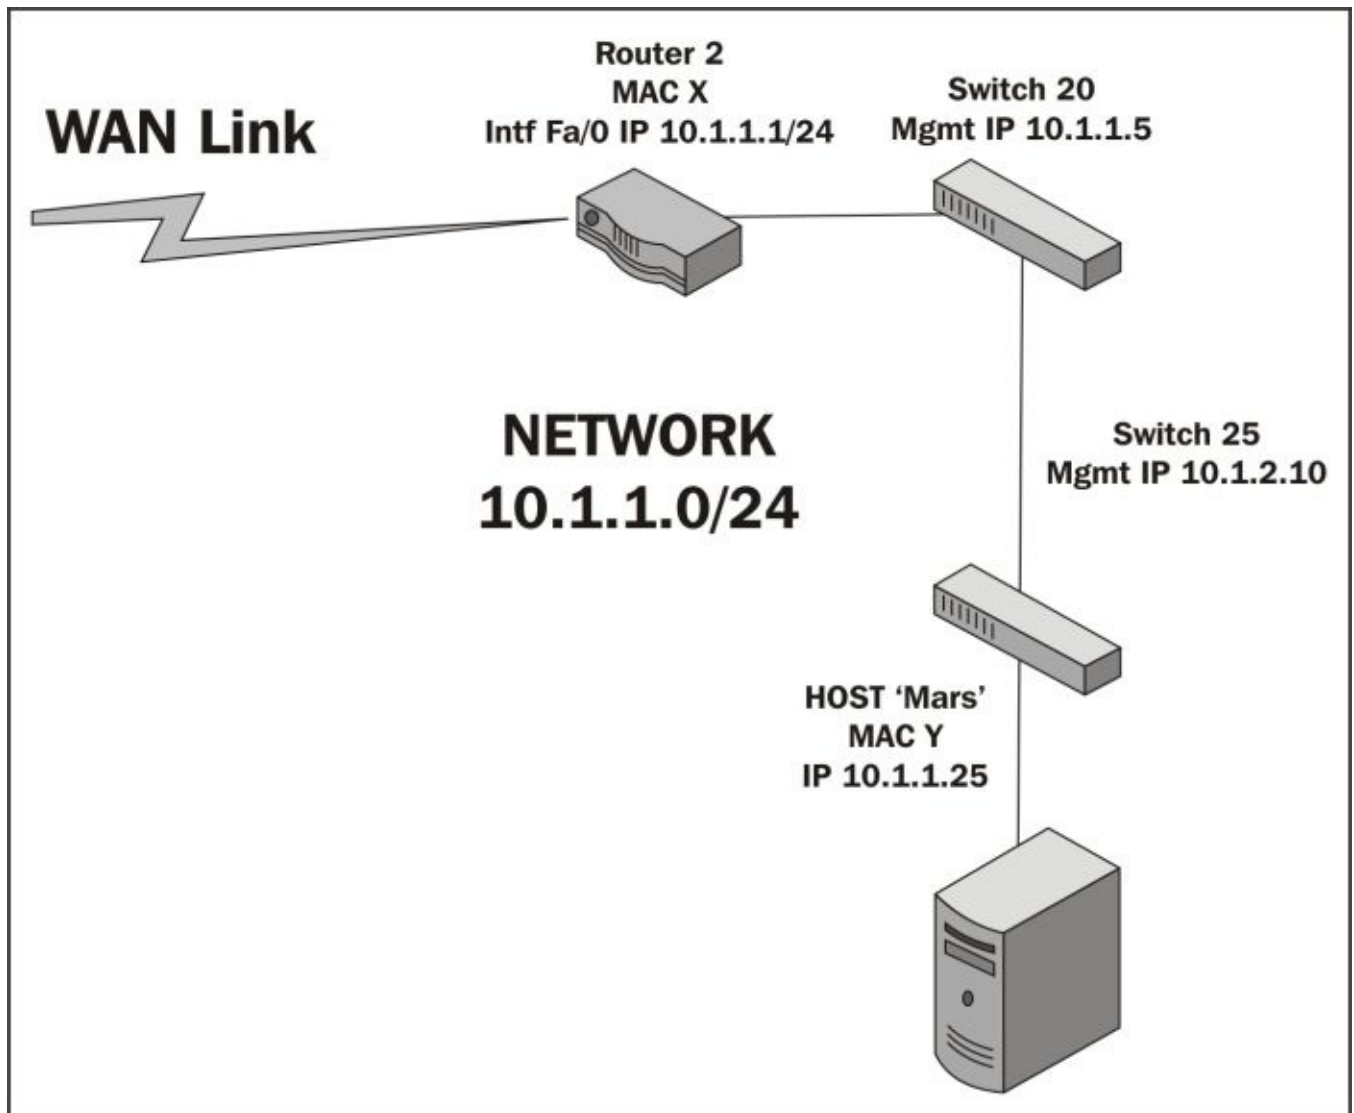 WAN Link
Router 2
MAC X
Intf Fa/0 IP 10.1.1.1/24
Switch 20
Mgmt IP 10.1.1.5
NETWORK
10.1.1.0/24
Switch 25
Mgmt IP 10.1.2.10
HOST ‘Mars’
MAC Y
IP 10.1.1.25